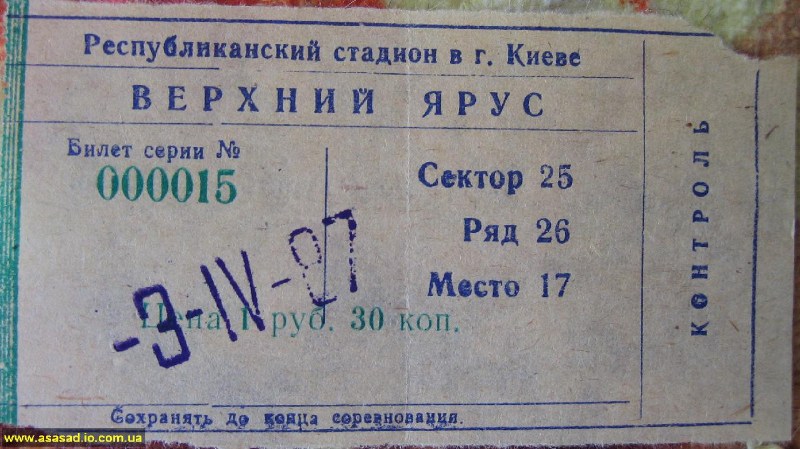 Республиканский стадион в г. Киеве
ВЕРХНИЙ ЯРУС
Билет серии №
000015
Сектор 25
Ряд 26
Место 17
-3-IV-87
Цена 1 руб. 30 коп.
Сохранять до конца соревнования.
КОНТРОЛЬ
www.asasad.io.com.ua